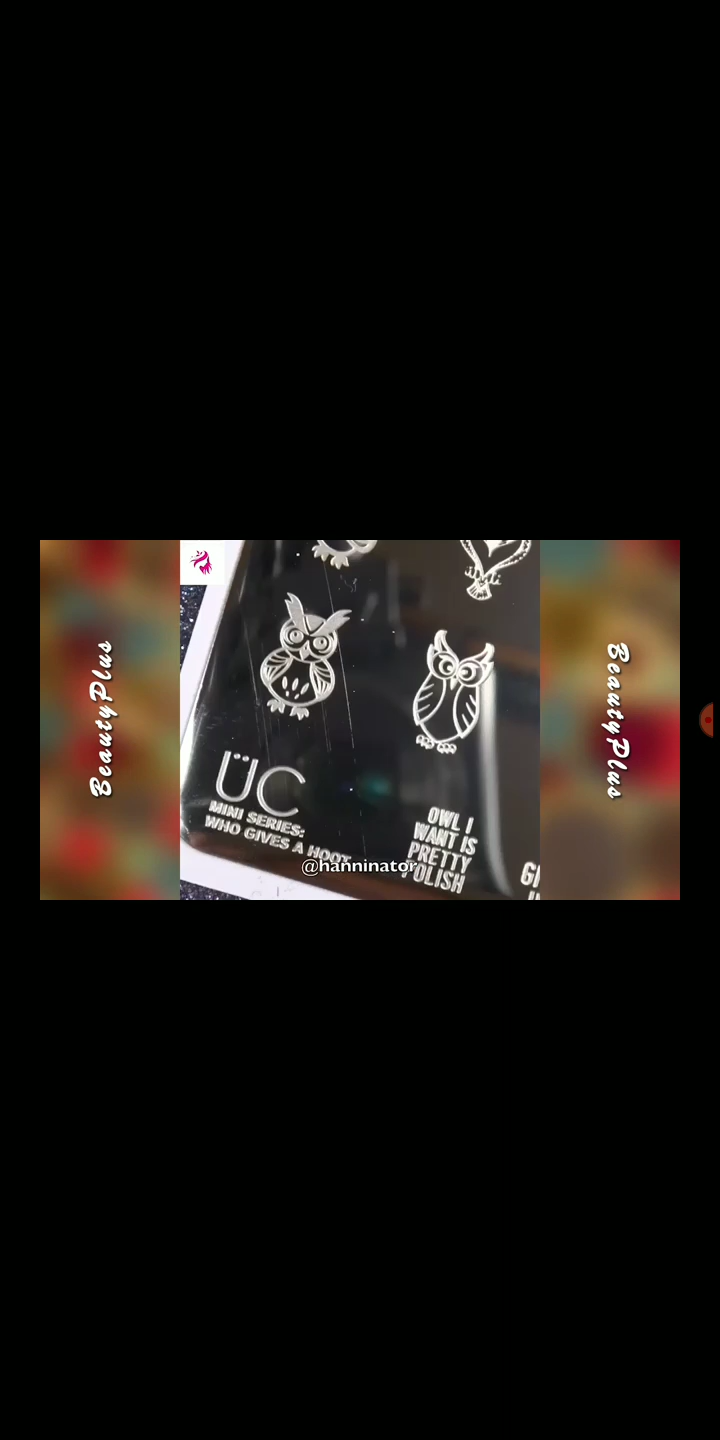 BeautyPlus
ÜC
MINI SERIES:
WHO GIVES A HOOT
@hanninator
OWL I
WANT IS
PRETTY
POLISH
BeautyPlus